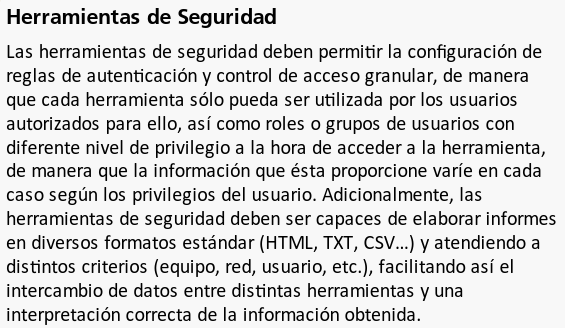 Herramientas de Seguridad
Las herramientas de seguridad deben permitir la configuración de
reglas de autenticación y control de acceso granular, de manera
que cada herramienta sólo pueda ser utilizada por los usuarios
autorizados para ello, así como roles o grupos de usuarios con
diferente nivel de privilegio a la hora de acceder a la herramienta,
de manera que la información que ésta proporcione varíe en cada
caso según los privilegios del usuario. Adicionalmente, las
herramientas de seguridad deben ser capaces de elaborar informes
en diversos formatos estándar (HTML, TXT, CSV…) y atendiendo a
distintos criterios (equipo, red, usuario, etc.), facilitando así el
intercambio de datos entre distintas herramientas y una
interpretación correcta de la información obtenida.